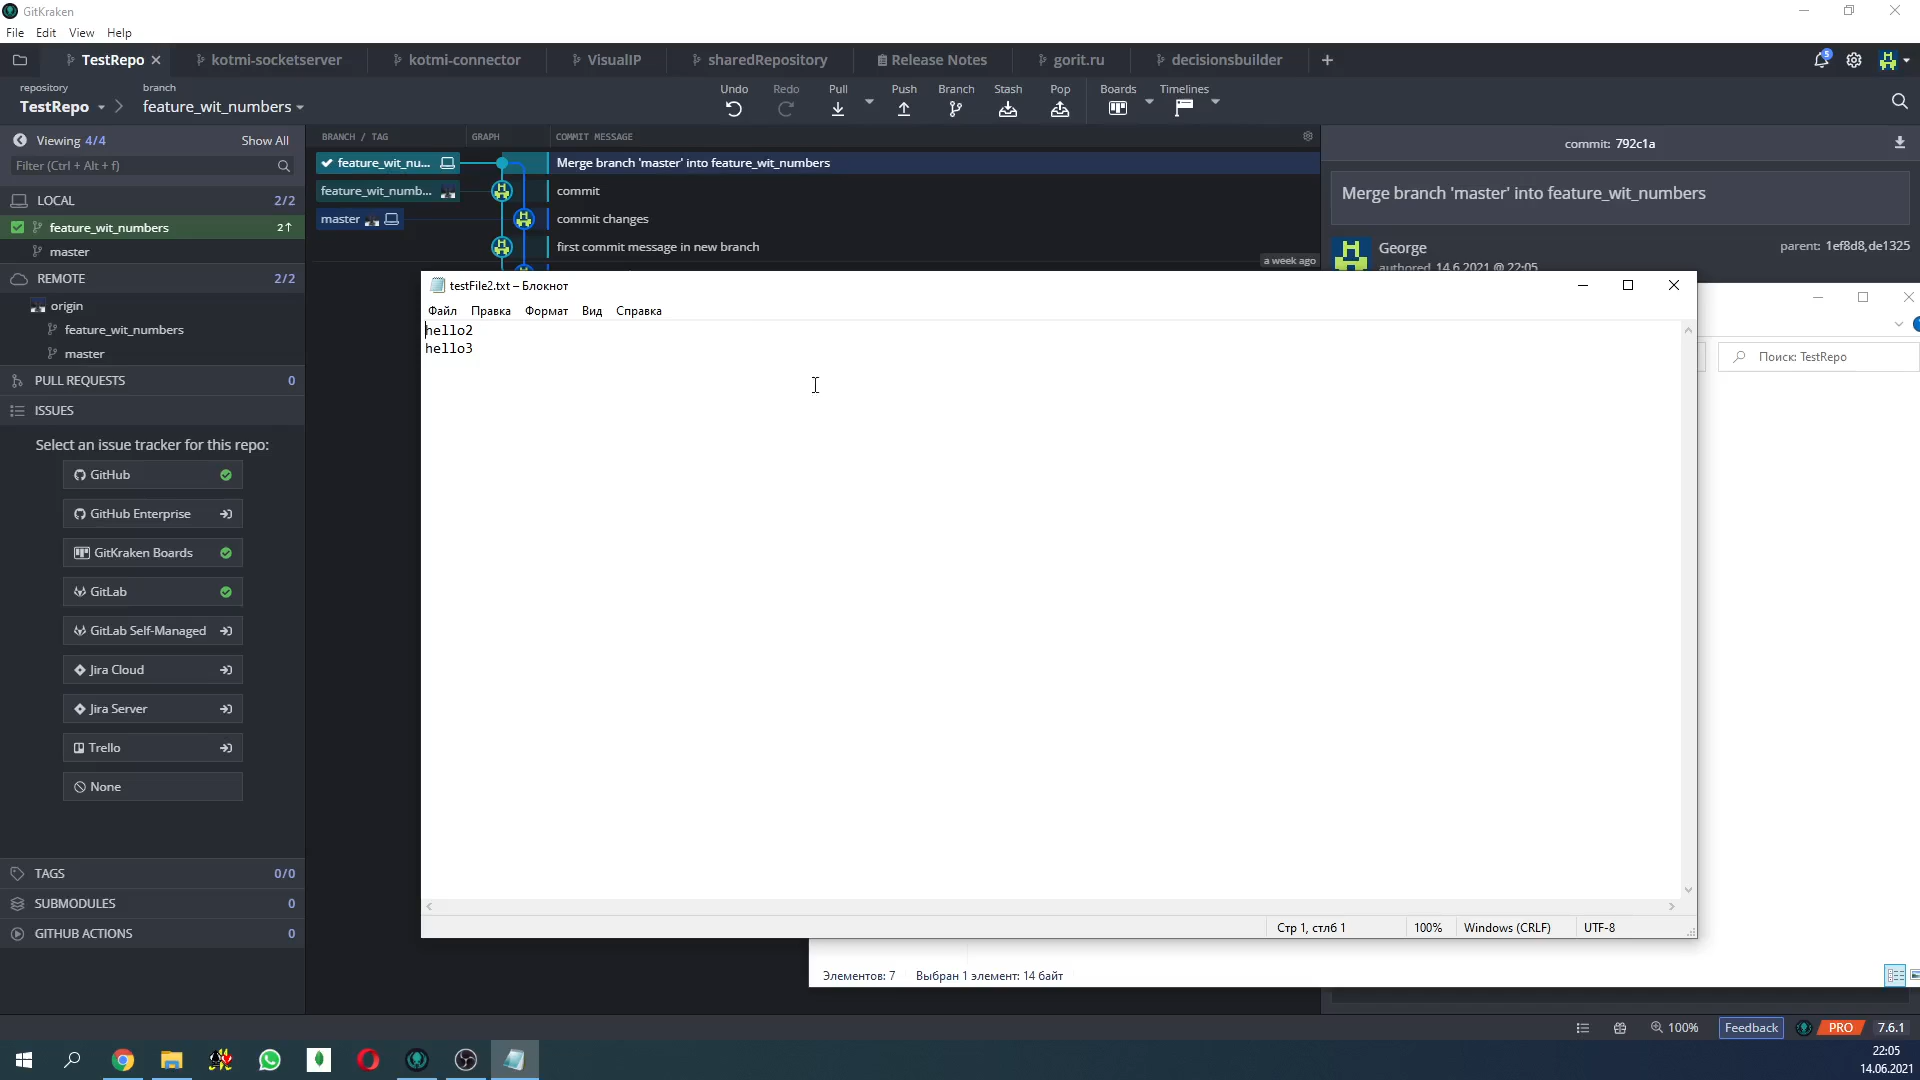 GitKraken
File Edit View Help
TestRepo kotmi-socketserver kotmi-connector VisualIP sharedRepository Release Notes gorit.ru decisionsbuilder
5
repository branch
TestRepo feature_wit_numbers
Undo Redo Pull Push Branch Stash Pop Boards Timelines
Viewing 4/4 Show All
Filter (Ctrl + Alt + f)
LOCAL 2/2
feature_wit_numbers 2↑
master
REMOTE 2/2
origin
feature_wit_numbers
master
PULL REQUESTS 0
ISSUES
Select an issue tracker for this repo:
GitHub
GitHub Enterprise
GitKraken Boards
GitLab
GitLab Self-Managed
Jira Cloud
Jira Server
Trello
None
TAGS 0/0
SUBMODULES 0
GITHUB ACTIONS 0
BRANCH / TAG GRAPH COMMIT MESSAGE
feature_wit_nu... Merge branch 'master' into feature_wit_numbers
feature_wit_numb... commit
master commit changes
first commit message in new branch
a week ago
commit: 792c1a
Merge branch 'master' into feature_wit_numbers
George parent: 1ef8d8,de1325
authored 14.6.2021 @ 22:05
testFile2.txt – Блокнот
Файл Правка Формат Вид Справка
hello2
hello3
Стр 1, стлб 1 100% Windows (CRLF) UTF-8
Поиск: TestRepo
Элементов: 7 Выбран 1 элемент: 14 байт
100% Feedback PRO 7.6.1
22:05
14.06.2021